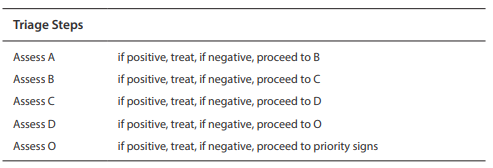 Triage Steps
Assess A if positive, treat, if negative, proceed to B
Assess B if positive, treat, if negative, proceed to C
Assess C if positive, treat, if negative, proceed to D
Assess D if positive, treat, if negative, proceed to O
Assess O if positive, treat, if negative, proceed to priority signs